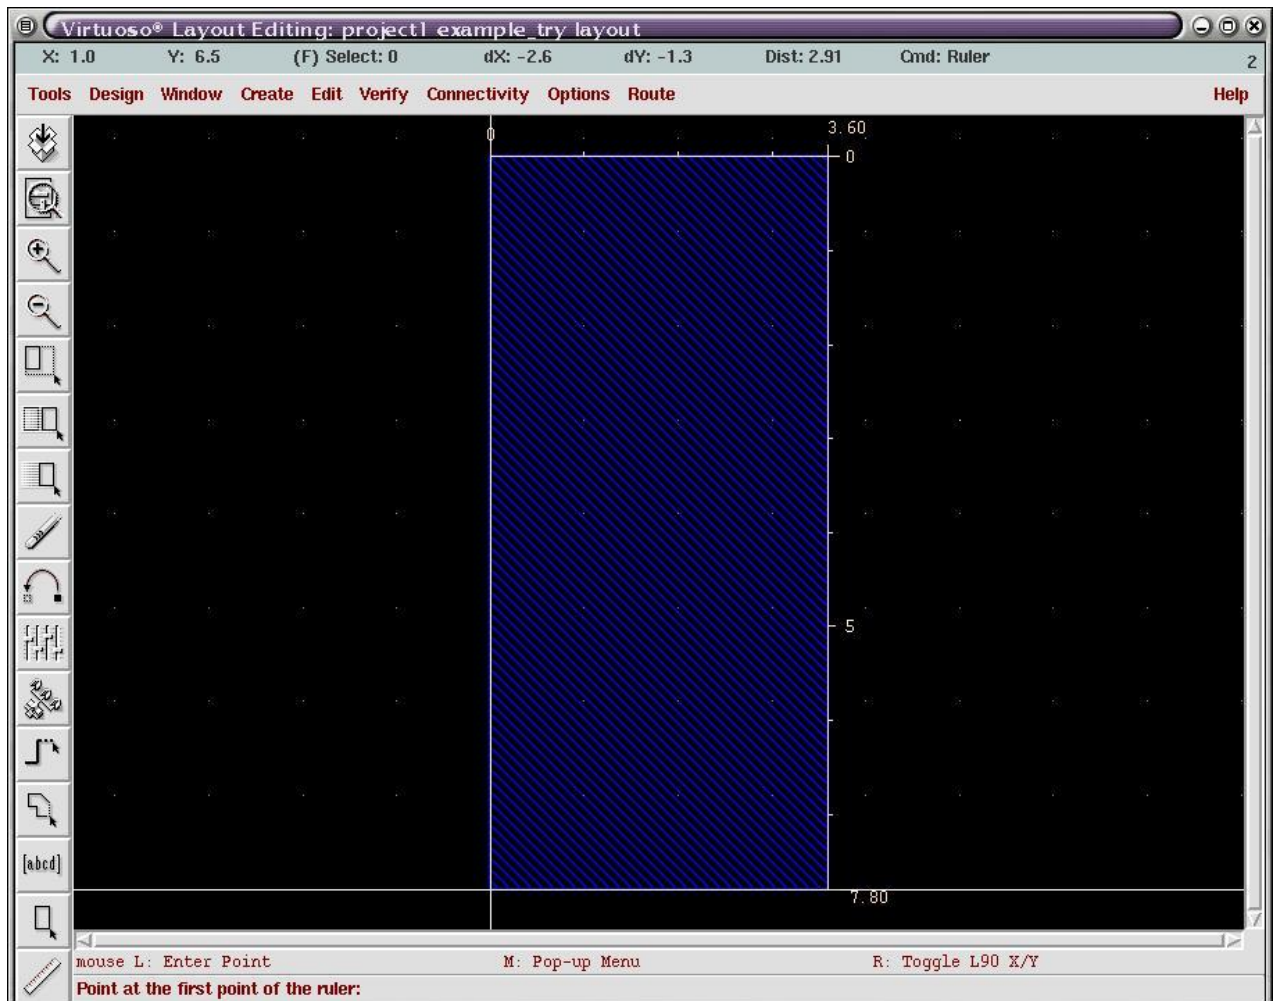 Virtuoso® Layout Editing: project1 example_try layout
X: 1.0 Y: 6.5 (F) Select: 0 dX: -2.6 dY: -1.3 Dist: 2.91 Cmd: Ruler 2
Tools Design Window Create Edit Verify Connectivity Options Route Help
3.60
0
0
5
[abcd]
7.80
mouse L: Enter Point M: Pop-up Menu R: Toggle L90 X/Y
Point at the first point of the ruler: